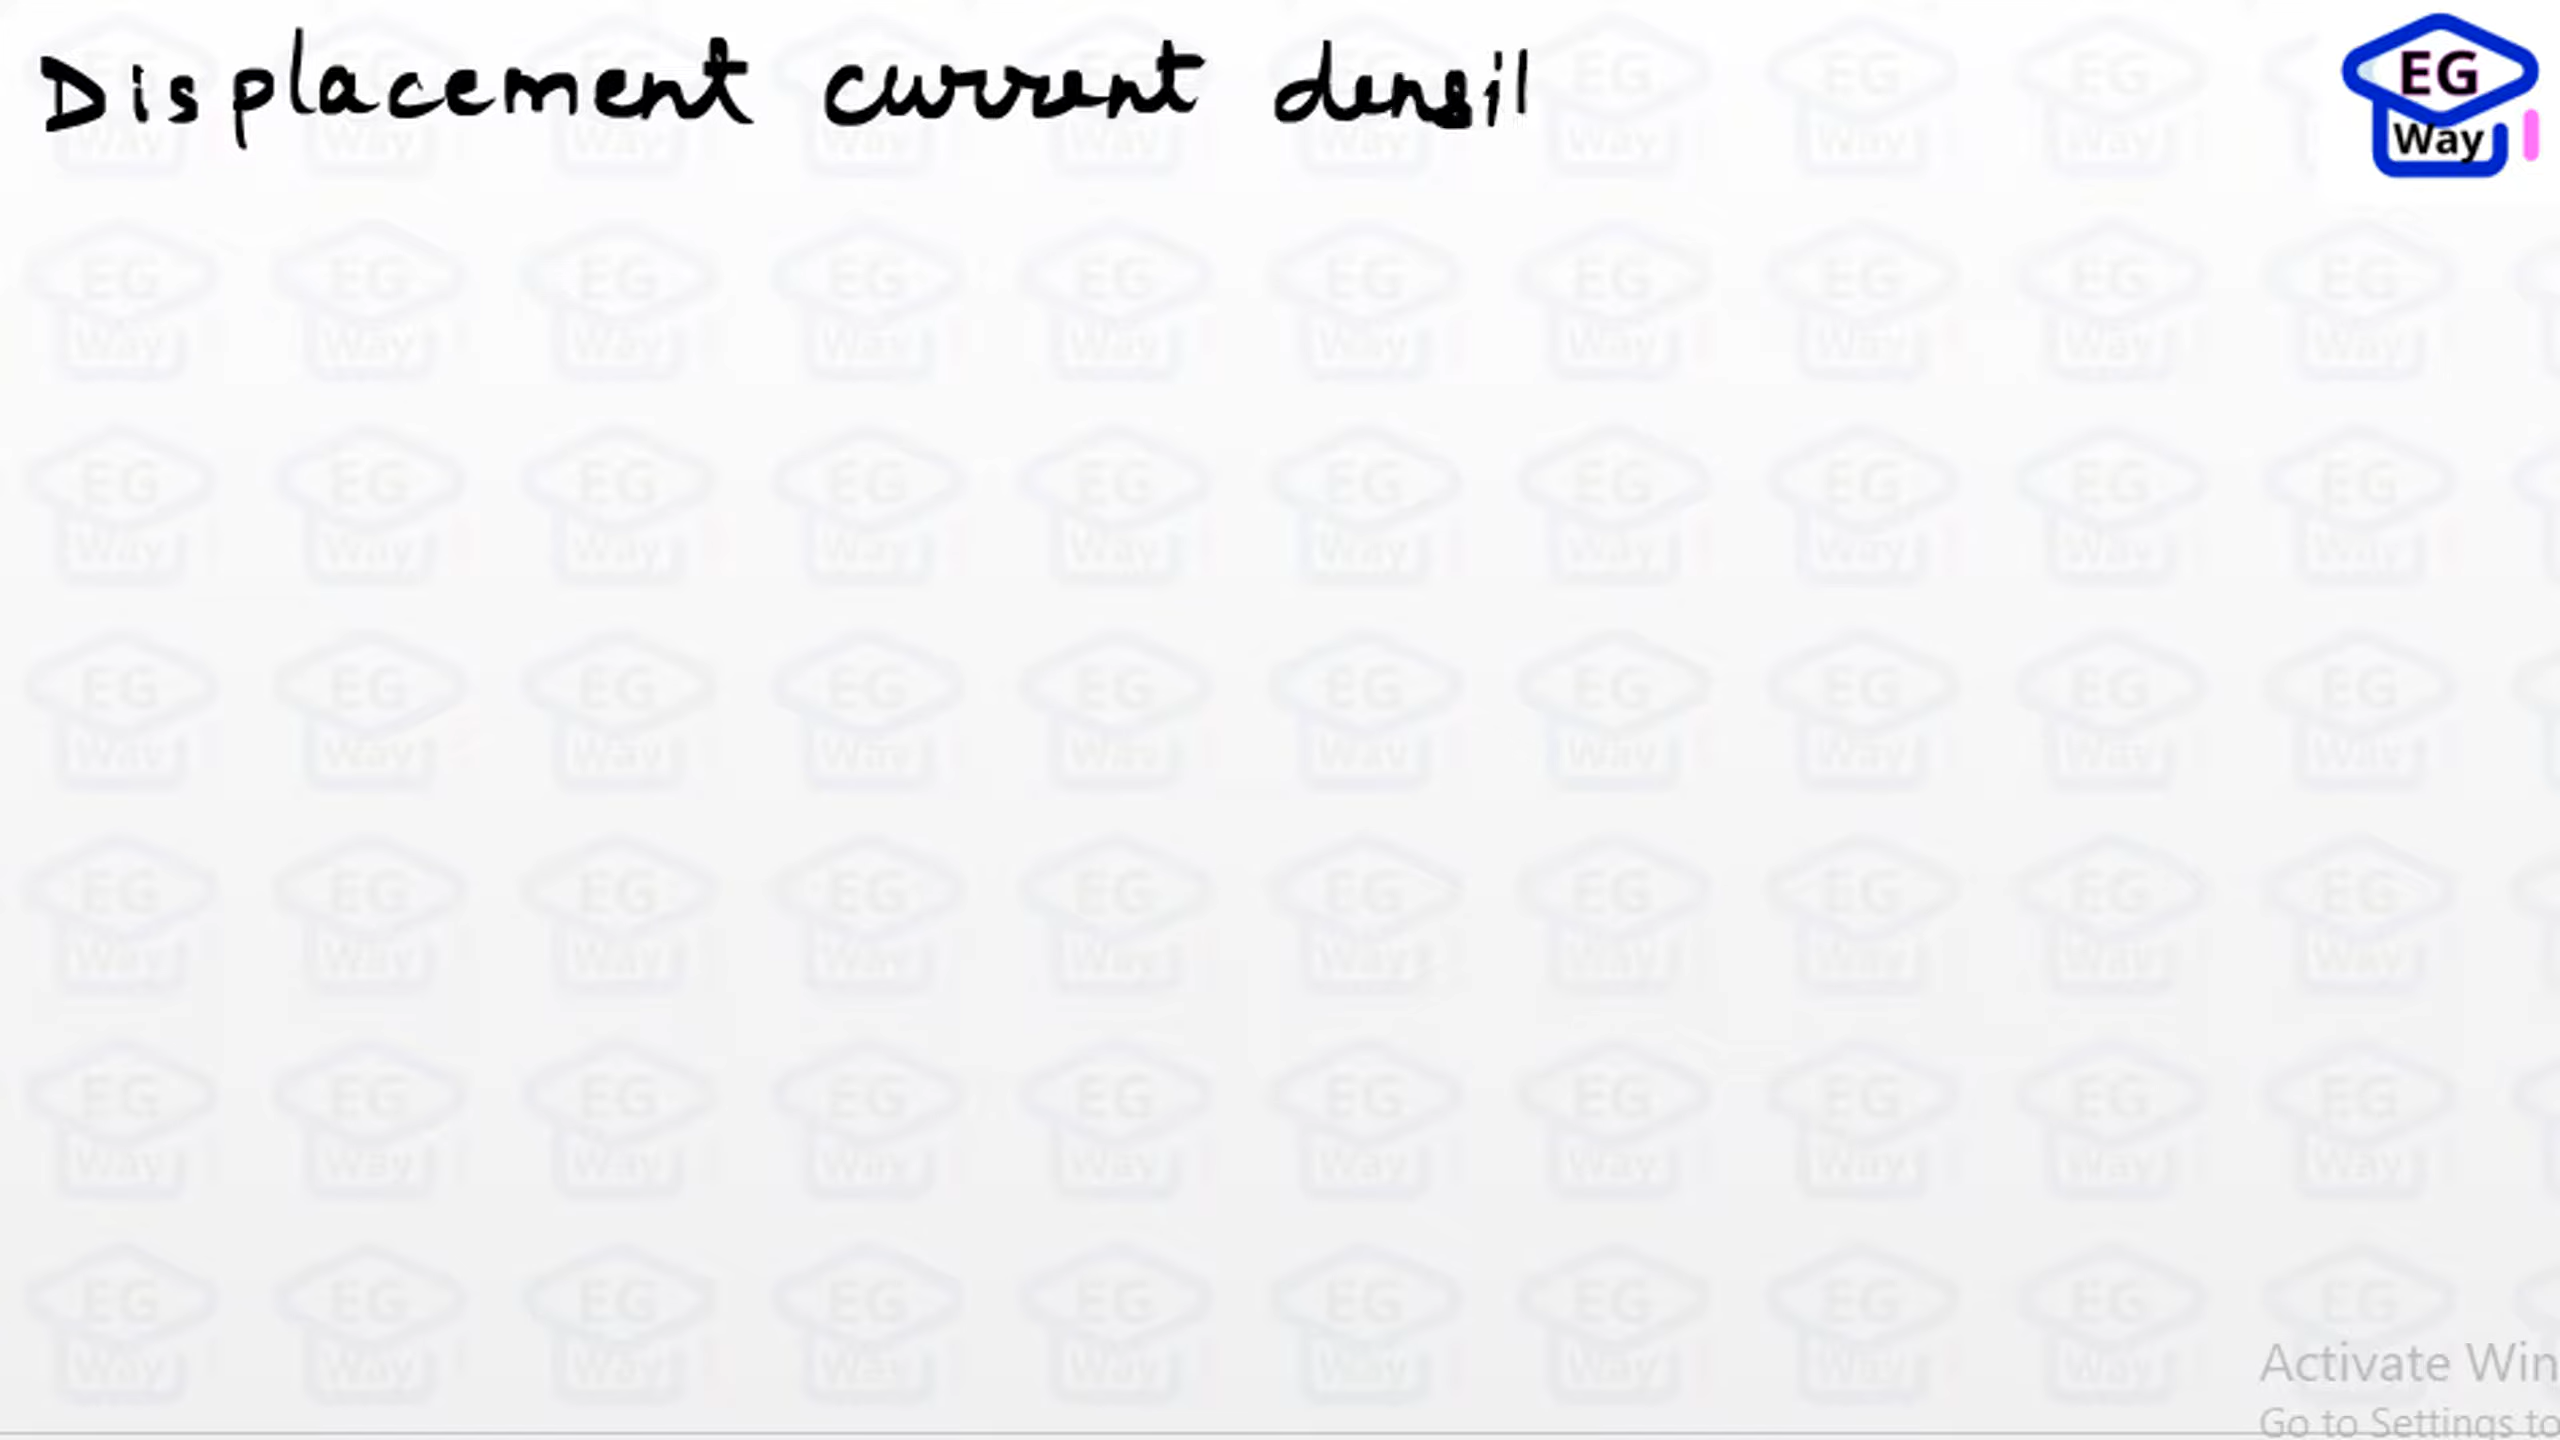 Displacement current densil
EG
Way
Activate Win
Go to Settings to